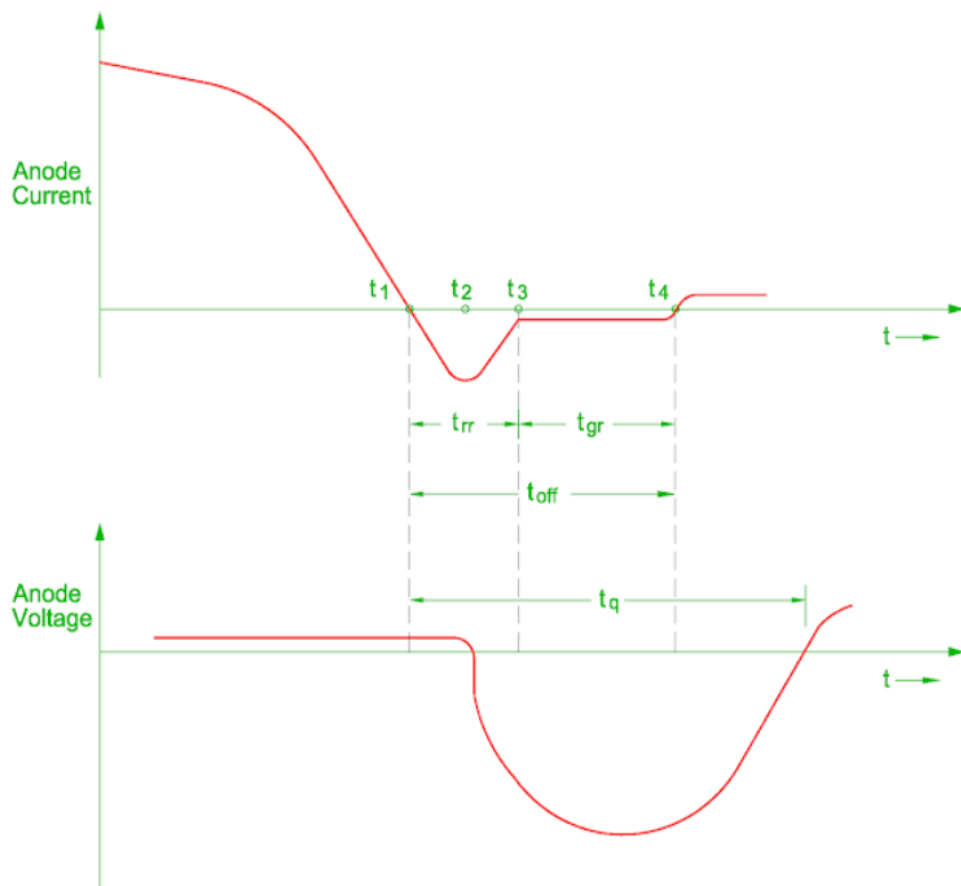 Anode
Current
t1 t2 t3 t4
t
trr tgr
toff
Anode
Voltage
tq
t